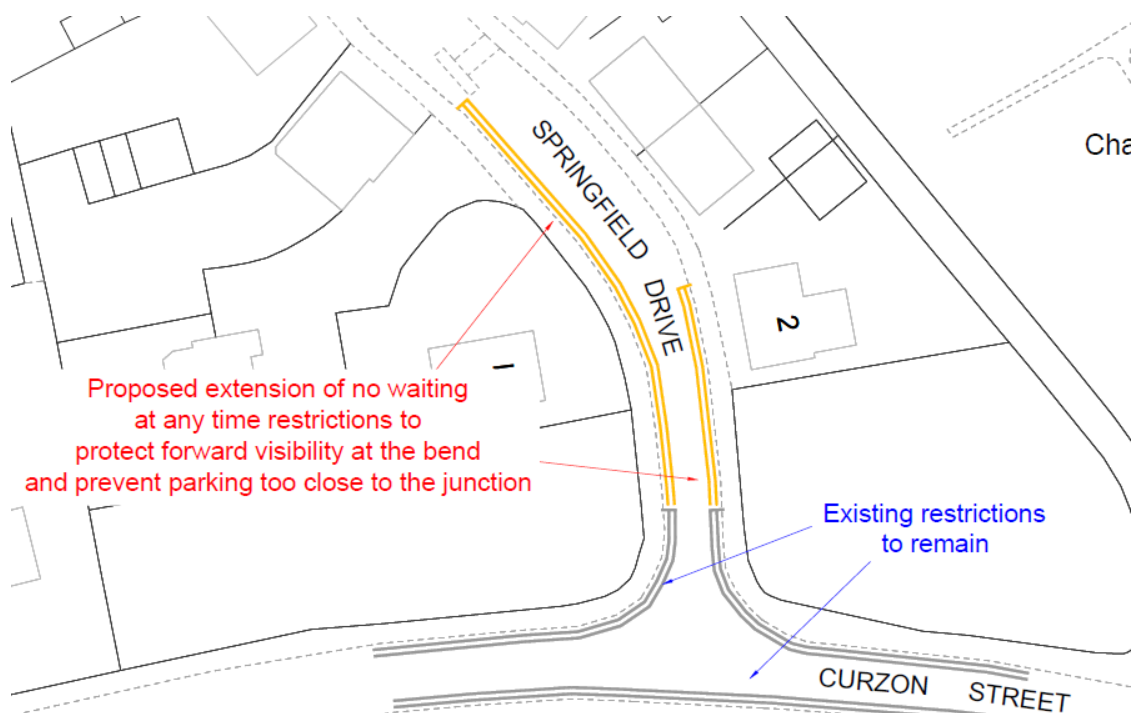 SPRINGFIELD DRIVE
Cha
2
1
Proposed extension of no waiting
at any time restrictions to
protect forward visibility at the bend
and prevent parking too close to the junction
Existing restrictions
to remain
CURZON STREET